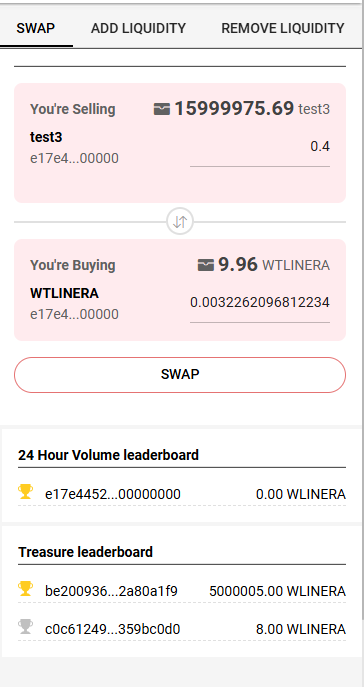 SWAP ADD LIQUIDITY REMOVE LIQUIDITY
You're Selling 15999975.69 test3
test3
0.4
e17e4...00000
You're Buying 9.96 WTLINERA
WTLINERA
0.0032262096812234
e17e4...00000
SWAP
24 Hour Volume leaderboard
e17e4452...00000000 0.00 WLINERA
Treasure leaderboard
be200936...2a80a1f9 5000005.00 WLINERA
c0c61249...359bc0d0 8.00 WLINERA